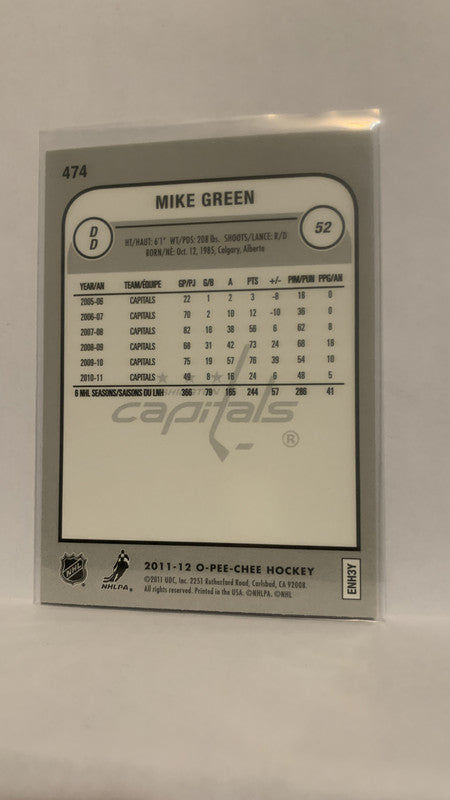 474
MIKE GREEN
D
D
52
HT/HAUT: 6'1" WT/PDS: 208 lbs. SHOOTS/LANCE: R/D
BORN/NÉ: Oct. 12, 1985, Calgary, Alberta
YEAR/AN TEAM/ÉQUIPE GP/PJ G/B A PTS +/- PIM/PUN PPG/AN
2005-06 CAPITALS 22 1 2 3 -8 18 0
2006-07 CAPITALS 70 2 10 12 -10 36 0
2007-08 CAPITALS 82 18 38 56 6 62 8
2008-09 CAPITALS 68 31 42 73 24 68 18
2009-10 CAPITALS 75 19 57 76 39 54 10
2010-11 CAPITALS 49 8 16 24 6 48 5
6 NHL SEASONS/SAISONS DU LNH 366 79 165 244 57 286 41
capitals
®
NHL
NHLPA.
2011-12 O-PEE-CHEE HOCKEY
©2011 UDC, Inc. 2251 Rutherford Road, Carlsbad, CA 92008.
All rights reserved. Printed in the USA. ©NHLPA. ©NHL
ENH3Y